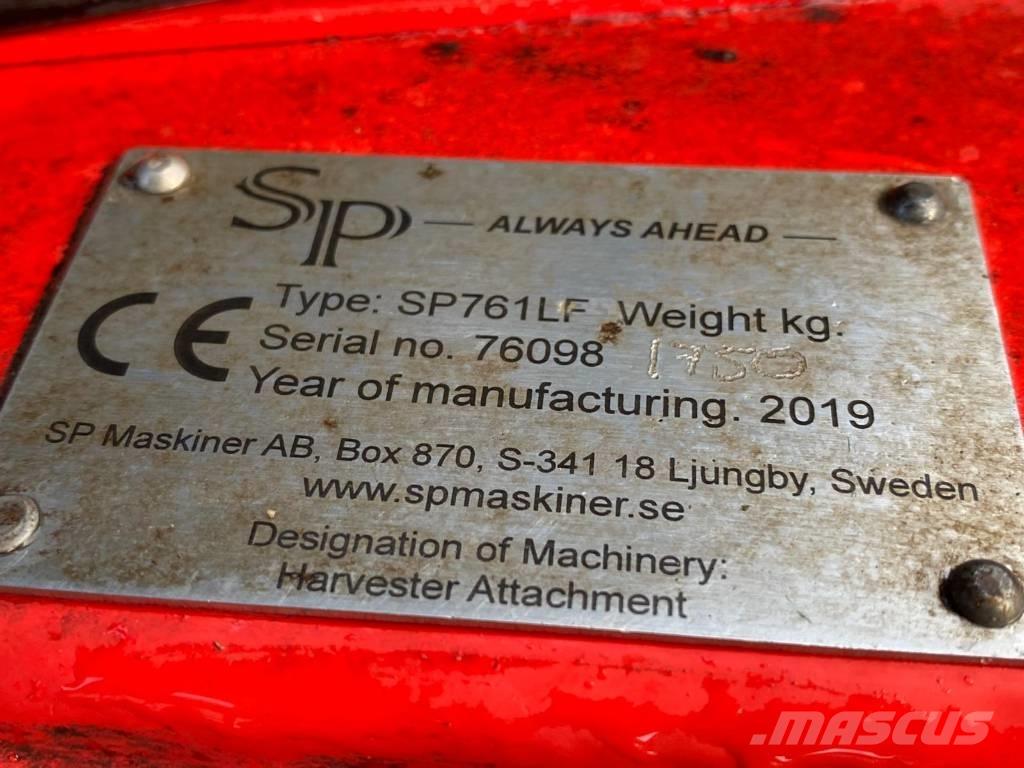 SP — ALWAYS AHEAD —
CE Type: SP761LF Weight kg:
Serial no. 76098 1750
Year of manufacturing. 2019
SP Maskiner AB, Box 870, S-341 18 Ljungby, Sweden
www.spmaskiner.se
Designation of Machinery:
Harvester Attachment
MASCUS